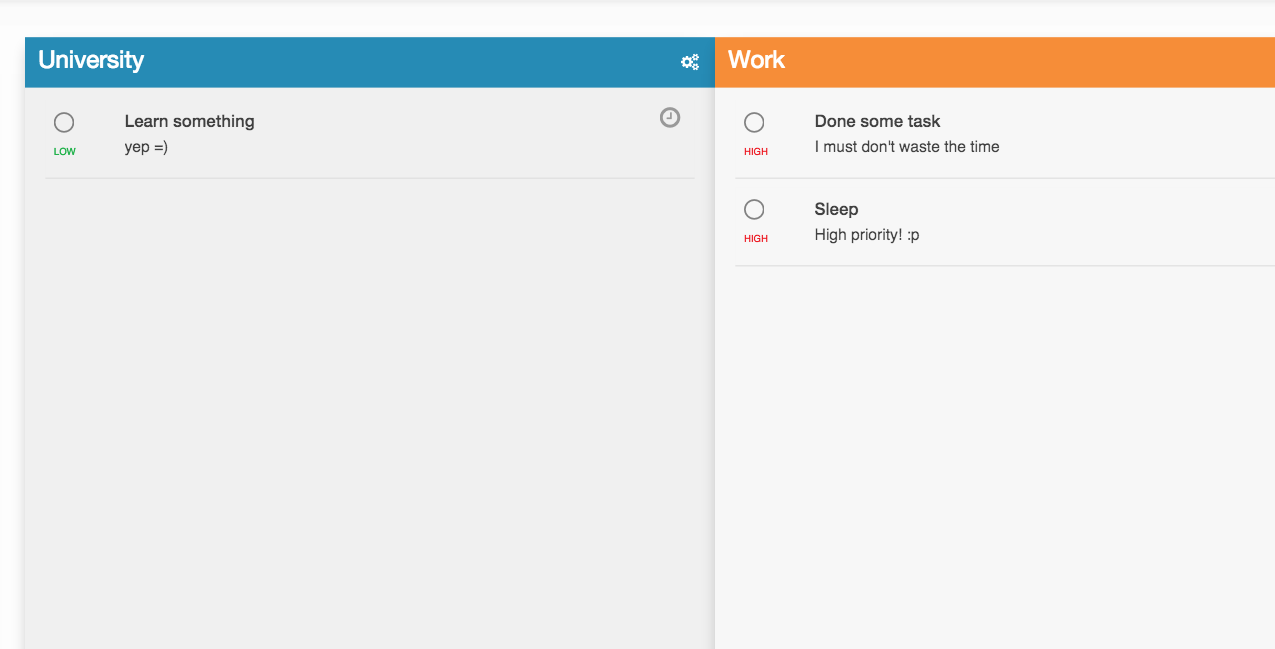 University
Learn something
LOW
yep =)
Work
Done some task
HIGH
I must don't waste the time
Sleep
HIGH
High priority! :p